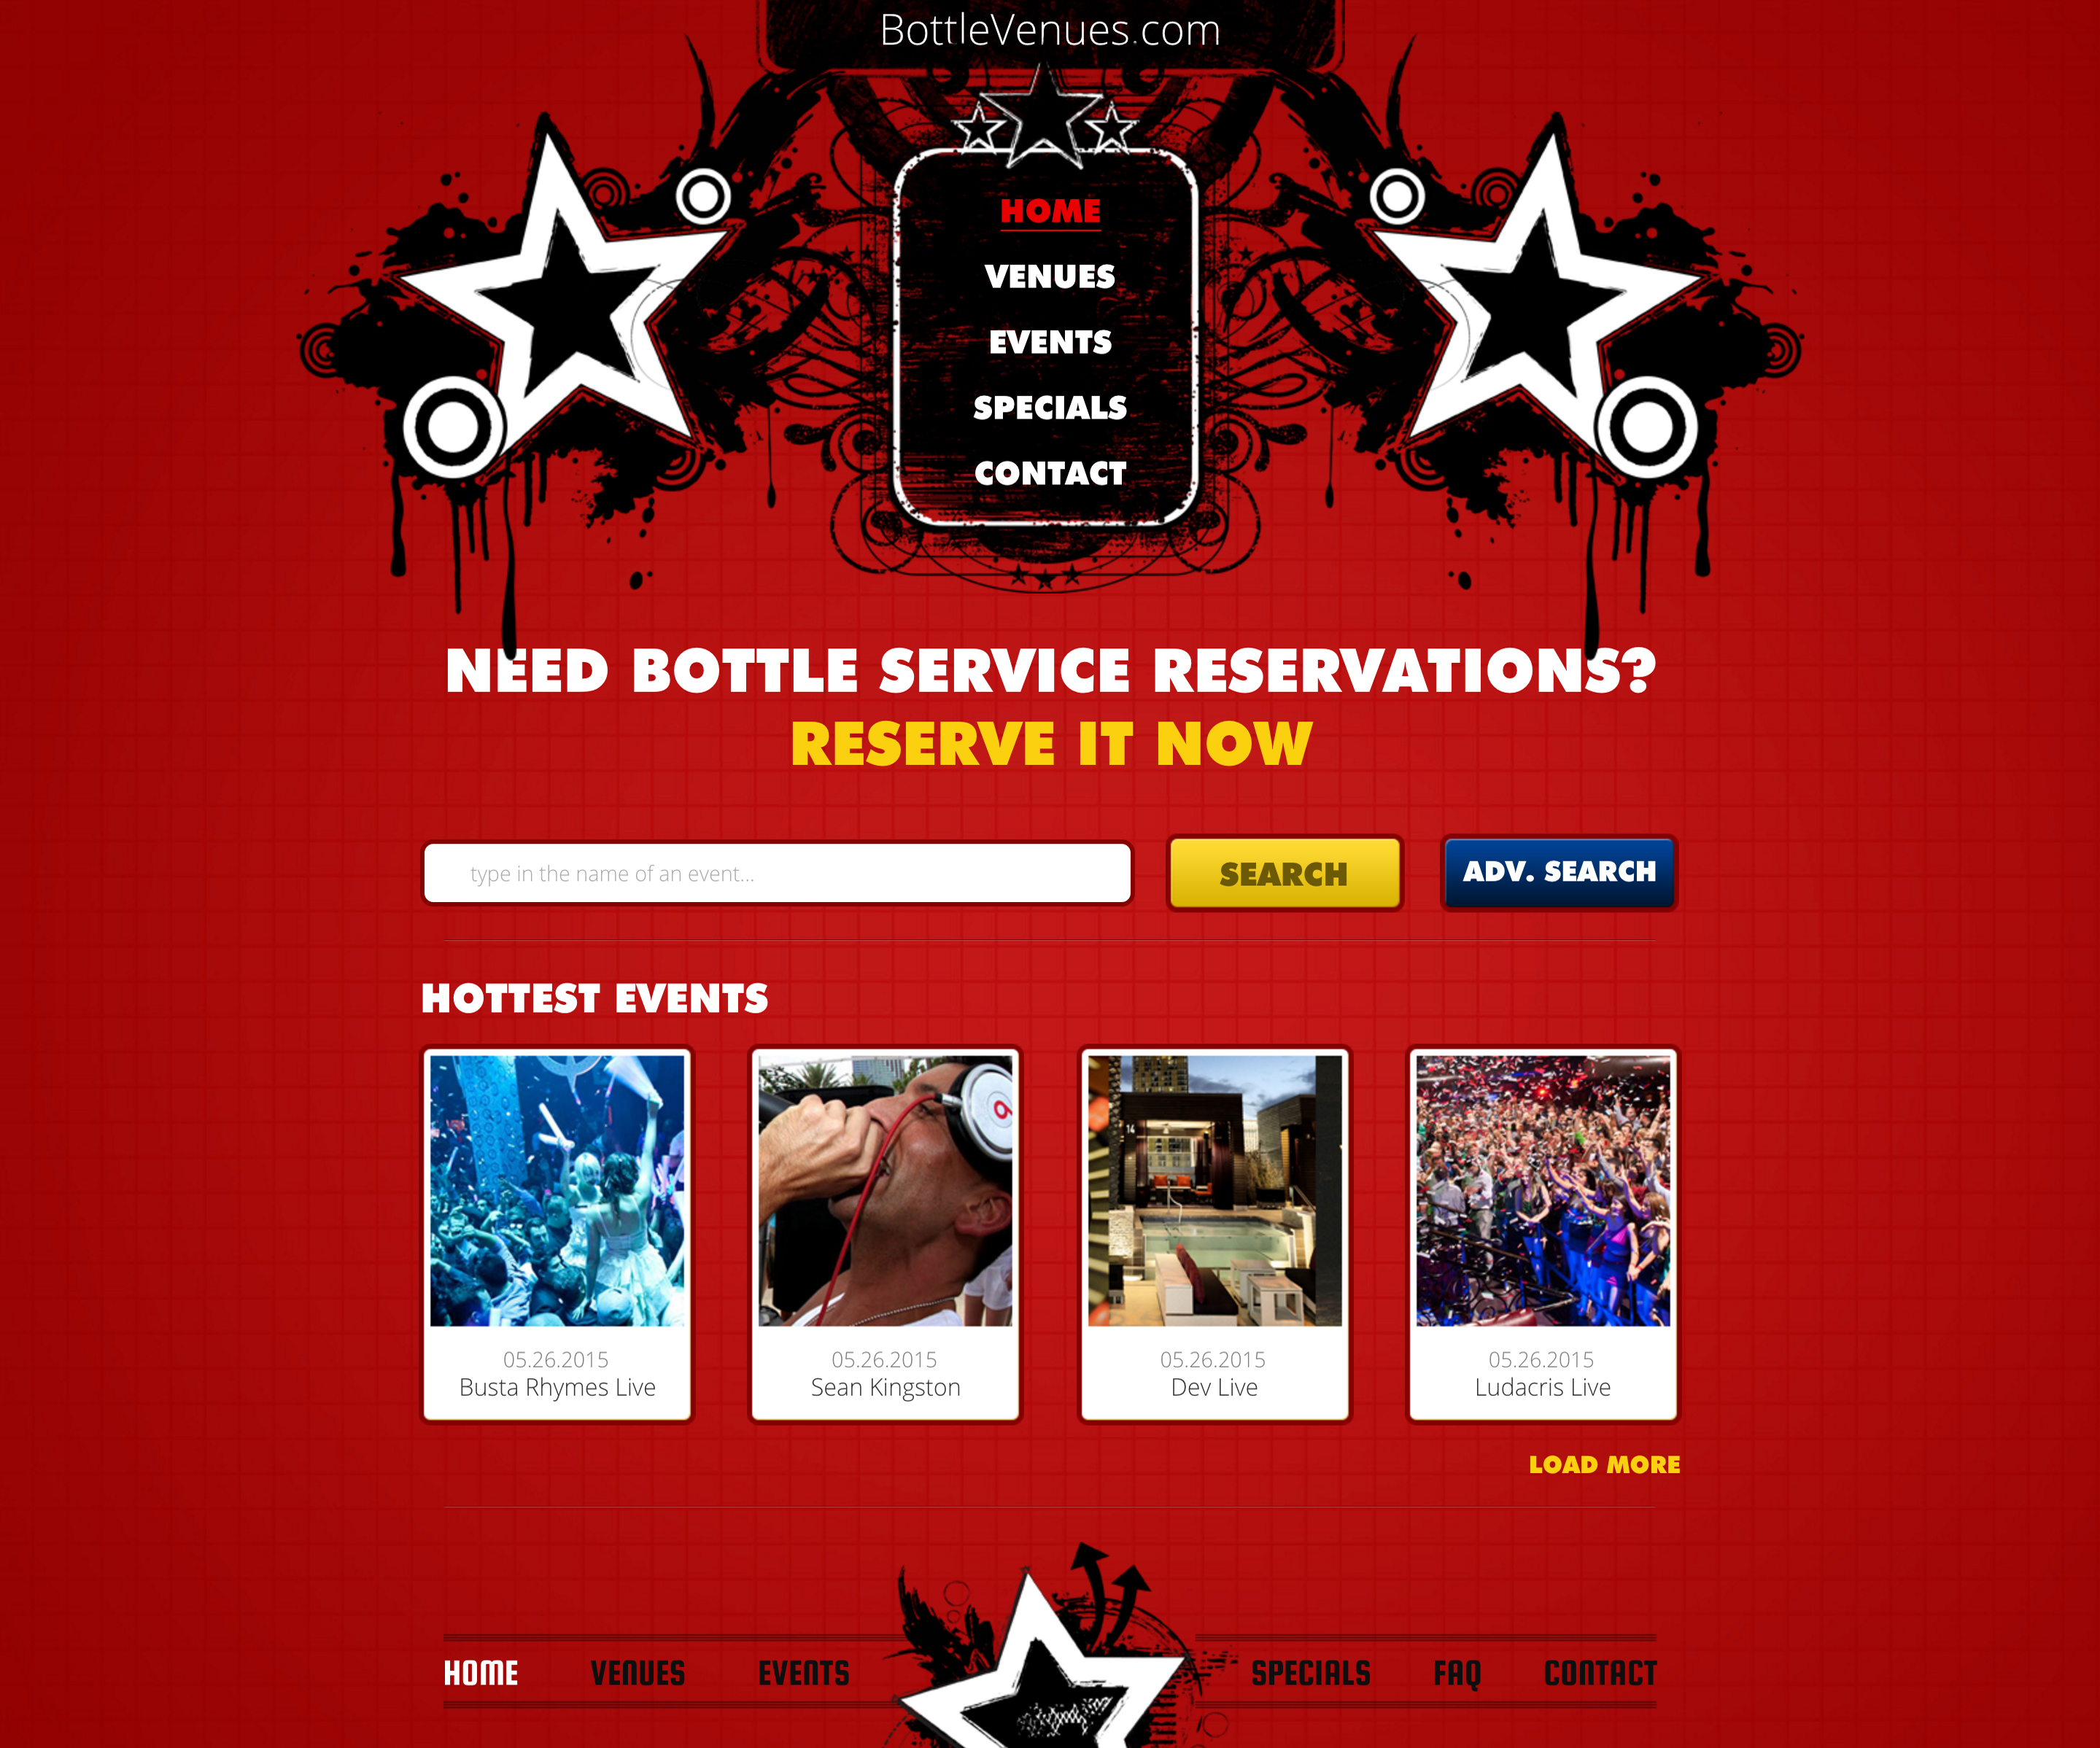 BottleVenues.com
HOME
VENUES
EVENTS
SPECIALS
CONTACT
NEED BOTTLE SERVICE RESERVATIONS?
RESERVE IT NOW
type in the name of an event...
SEARCH
ADV. SEARCH
HOTTEST EVENTS
14
05.26.2015
Busta Rhymes Live
05.26.2015
Sean Kingston
05.26.2015
Dev Live
05.26.2015
Ludacris Live
LOAD MORE
HOME VENUES EVENTS SPECIALS FAQ CONTACT